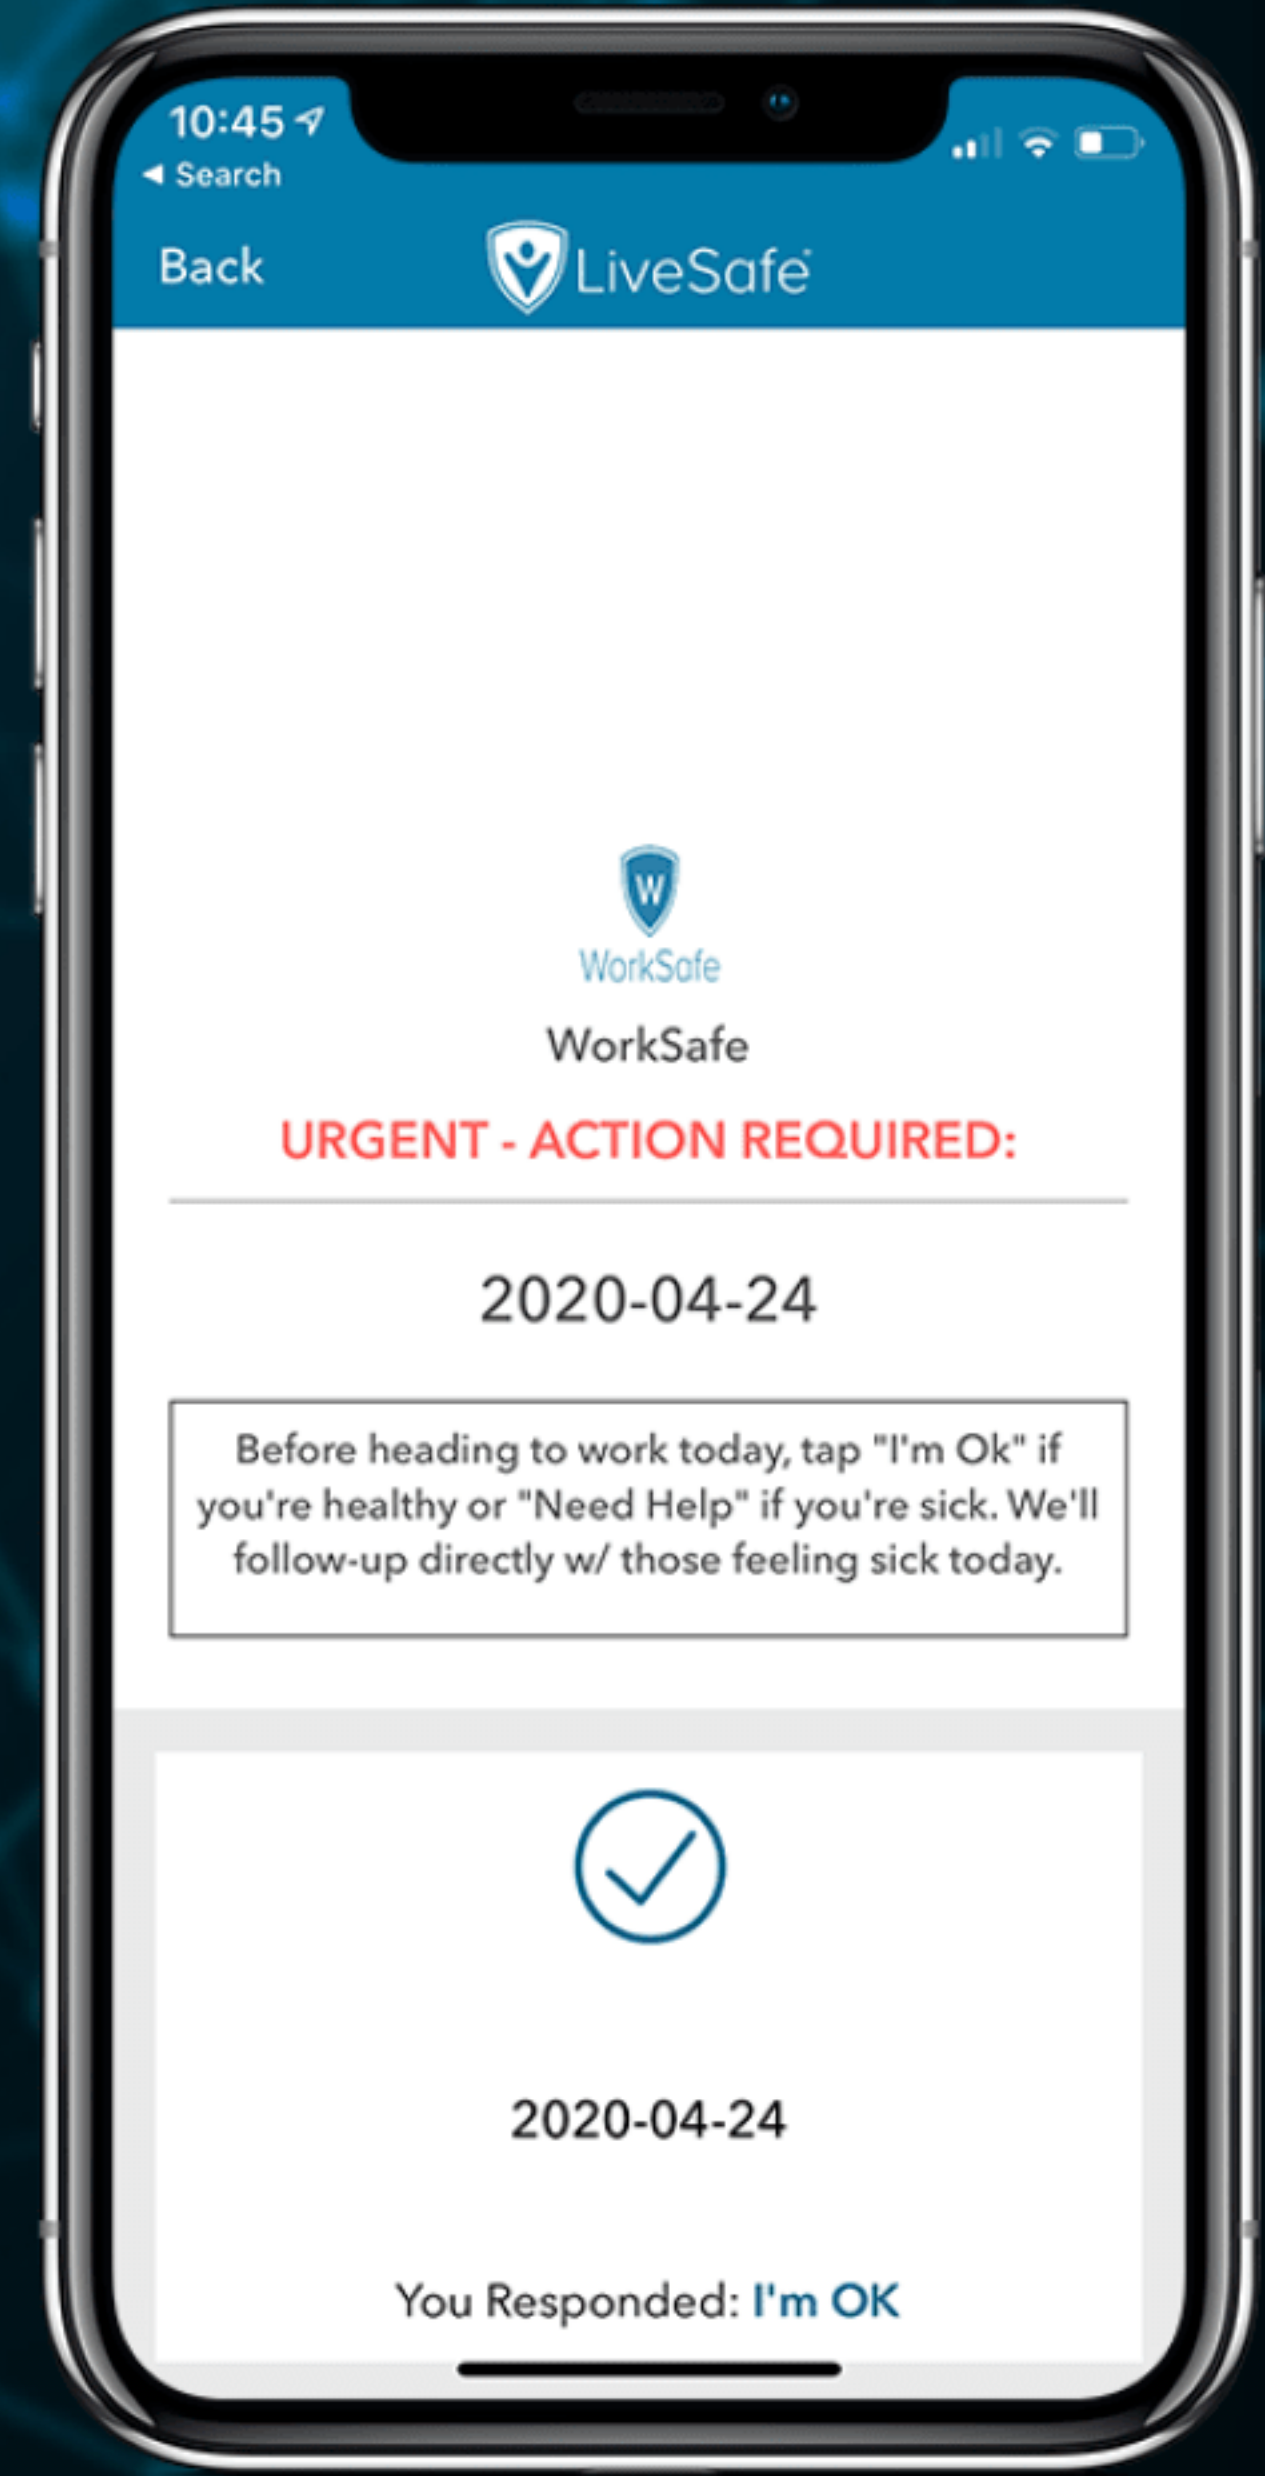 10:45
Search
Back
LiveSafe
W
WorkSafe
WorkSafe
URGENT - ACTION REQUIRED:
2020-04-24
Before heading to work today, tap "I'm Ok" if
you're healthy or "Need Help" if you're sick. We'll
follow-up directly w/ those feeling sick today.
2020-04-24
You Responded: I'm OK